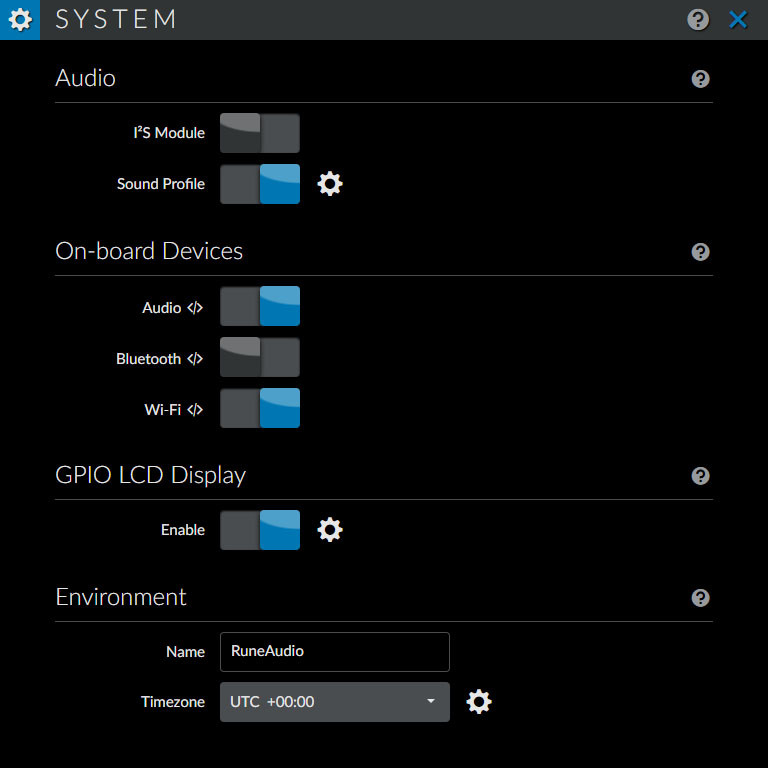 SYSTEM
Audio
I²S Module
Sound Profile
On-board Devices
Audio </>
Bluetooth </>
Wi-Fi </>
GPIO LCD Display
Enable
Environment
Name RuneAudio
Timezone UTC +00:00